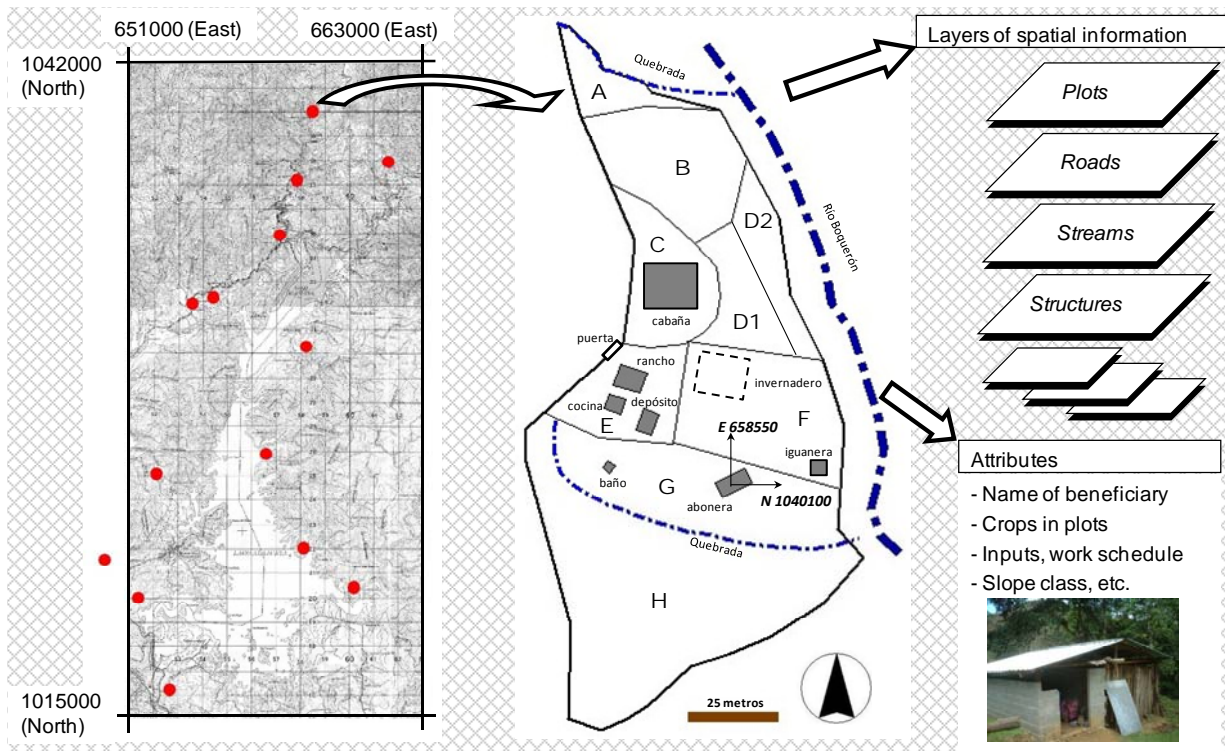 651000 (East)
663000 (East)
1042000
(North)
1015000
(North)
Quebrada
A
B
Río Boquerón
D2
C
cabaña
D1
puerta
rancho
invernadero
cocina
depósito
E
F
E 658550
iguanera
baño
G
abonera
N 1040100
Quebrada
H
25 metros
Layers of spatial information
Plots
Roads
Streams
Structures
Attributes
- Name of beneficiary
- Crops in plots
- Inputs, work schedule
- Slope class, etc.